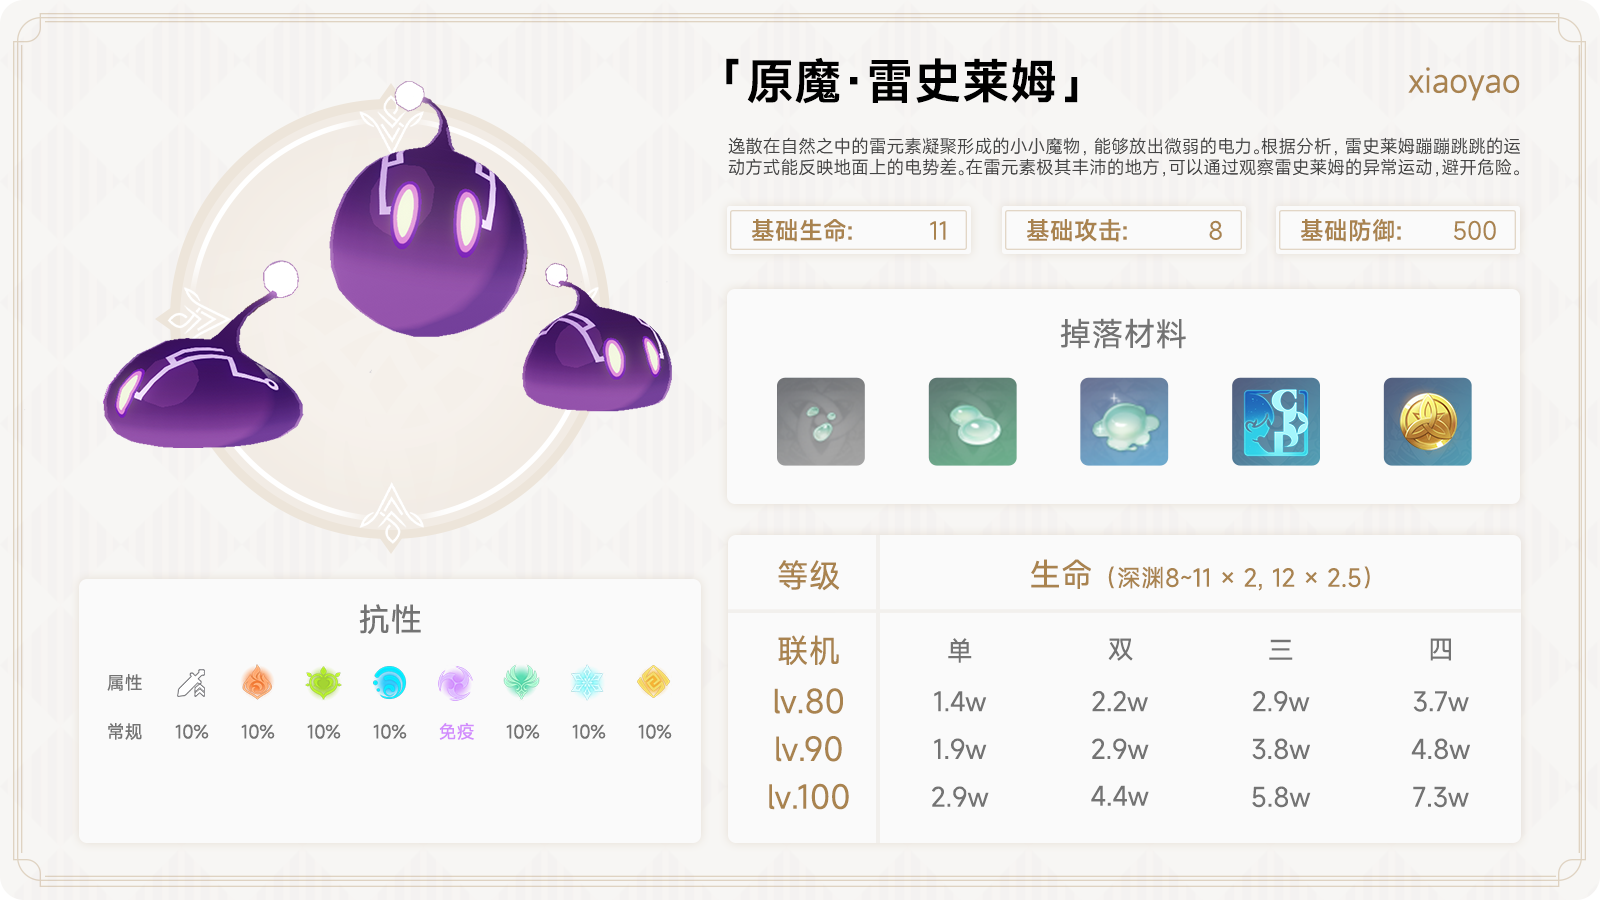 「原魔·雷史莱姆」
xiaoyao
逸散在自然之中的雷元素凝聚形成的小小魔物，能够放出微弱的电力。根据分析，雷史莱姆蹦蹦跳跳的运
动方式能反映地面上的电势差。在雷元素极其丰沛的地方，可以通过观察雷史莱姆的异常运动，避开危险。
基础生命: 11
基础攻击: 8
基础防御: 500
掉落材料
抗性
属性
常规 10% 10% 10% 10% 免疫 10% 10% 10%
等级 生命（深渊8~11 × 2, 12 × 2.5）
联机 单 双 三 四
lv.80 1.4w 2.2w 2.9w 3.7w
lv.90 1.9w 2.9w 3.8w 4.8w
lv.100 2.9w 4.4w 5.8w 7.3w